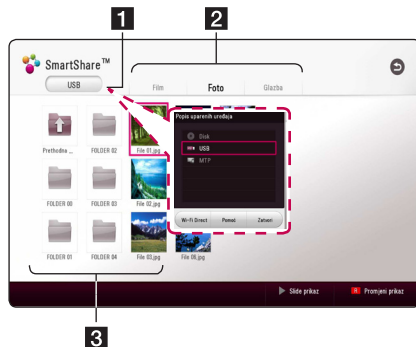 1 2
SmartShare™
USB
Film Foto Glazba
Popis uparenih uređaja
Disk
USB
MTP
Wi-Fi Direct Pomoć Zatvori
Prethodna ... FOLDER 02 File 01.jpg
FOLDER 00 FOLDER 03 File 02.jpg
FOLDER 01 FOLDER 04 File 03.jpg File 06.jpg
Slide prikaz Promjeni prikaz
3